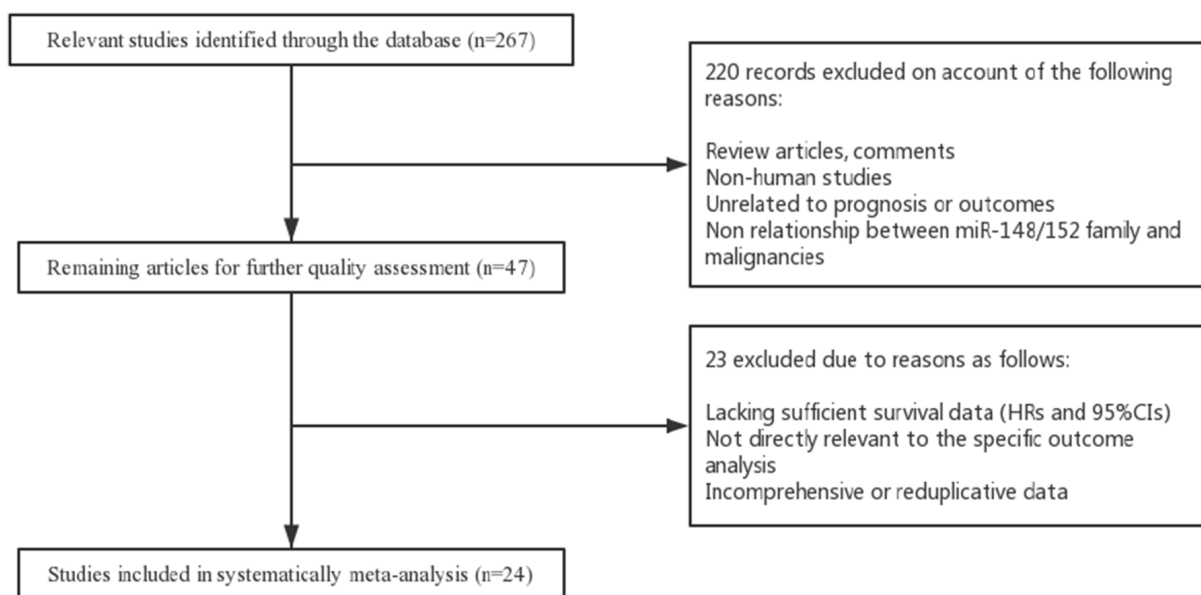 Relevant studies identified through the database (n=267)
220 records excluded on account of the following
reasons:
Review articles, comments
Non-human studies
Unrelated to prognosis or outcomes
Non relationship between miR-148/152 family and
malignancies
Remaining articles for further quality assessment (n=47)
23 excluded due to reasons as follows:
Lacking sufficient survival data (HRs and 95%CIs)
Not directly relevant to the specific outcome
analysis
Incomprehensive or reduplicative data
Studies included in systematically meta-analysis (n=24)